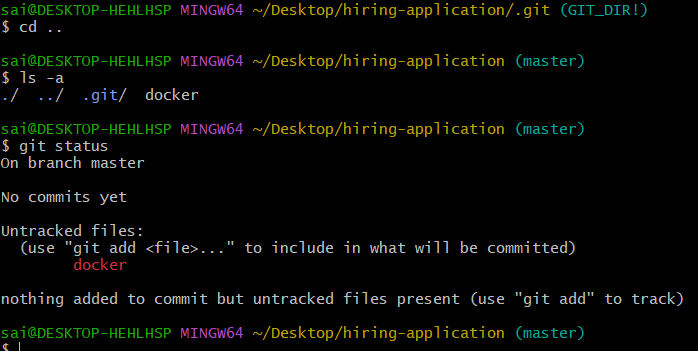 sai@DESKTOP-HEHLHSP MINGW64 ~/Desktop/hiring-application/.git (GIT_DIR!)
$ cd ..
sai@DESKTOP-HEHLHSP MINGW64 ~/Desktop/hiring-application (master)
$ ls -a
./  ../  .git/  docker
sai@DESKTOP-HEHLHSP MINGW64 ~/Desktop/hiring-application (master)
$ git status
On branch master
No commits yet
Untracked files:
  (use "git add <file>..." to include in what will be committed)
        docker
nothing added to commit but untracked files present (use "git add" to track)
sai@DESKTOP-HEHLHSP MINGW64 ~/Desktop/hiring-application (master)
$